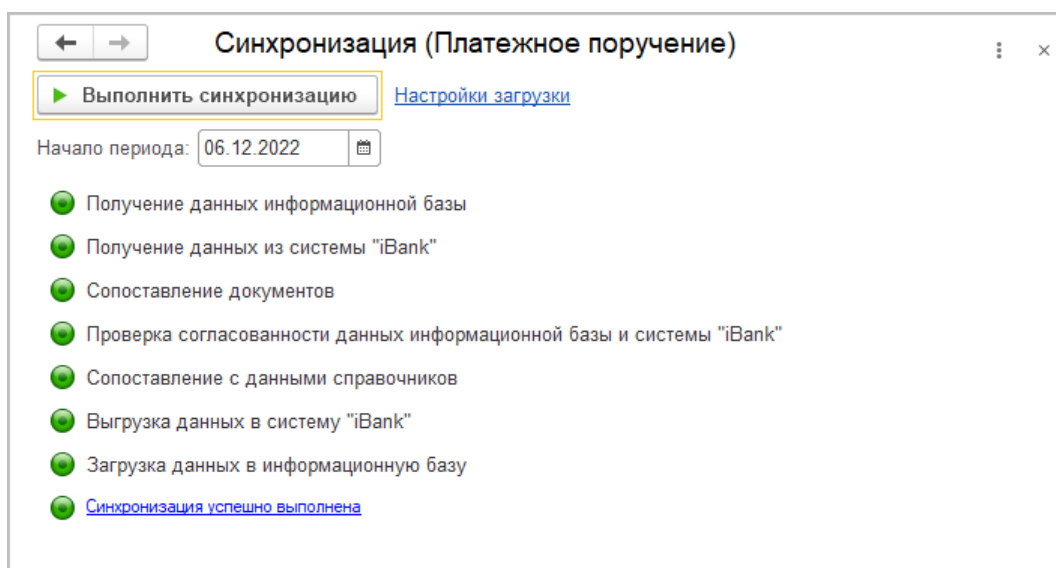 Синхронизация (Платежное поручение)
Выполнить синхронизацию Настройки загрузки
Начало периода: 06.12.2022
Получение данных информационной базы
Получение данных из системы "iBank"
Сопоставление документов
Проверка согласованности данных информационной базы и системы "iBank"
Сопоставление с данными справочников
Выгрузка данных в систему "iBank"
Загрузка данных в информационную базу
Синхронизация успешно выполнена